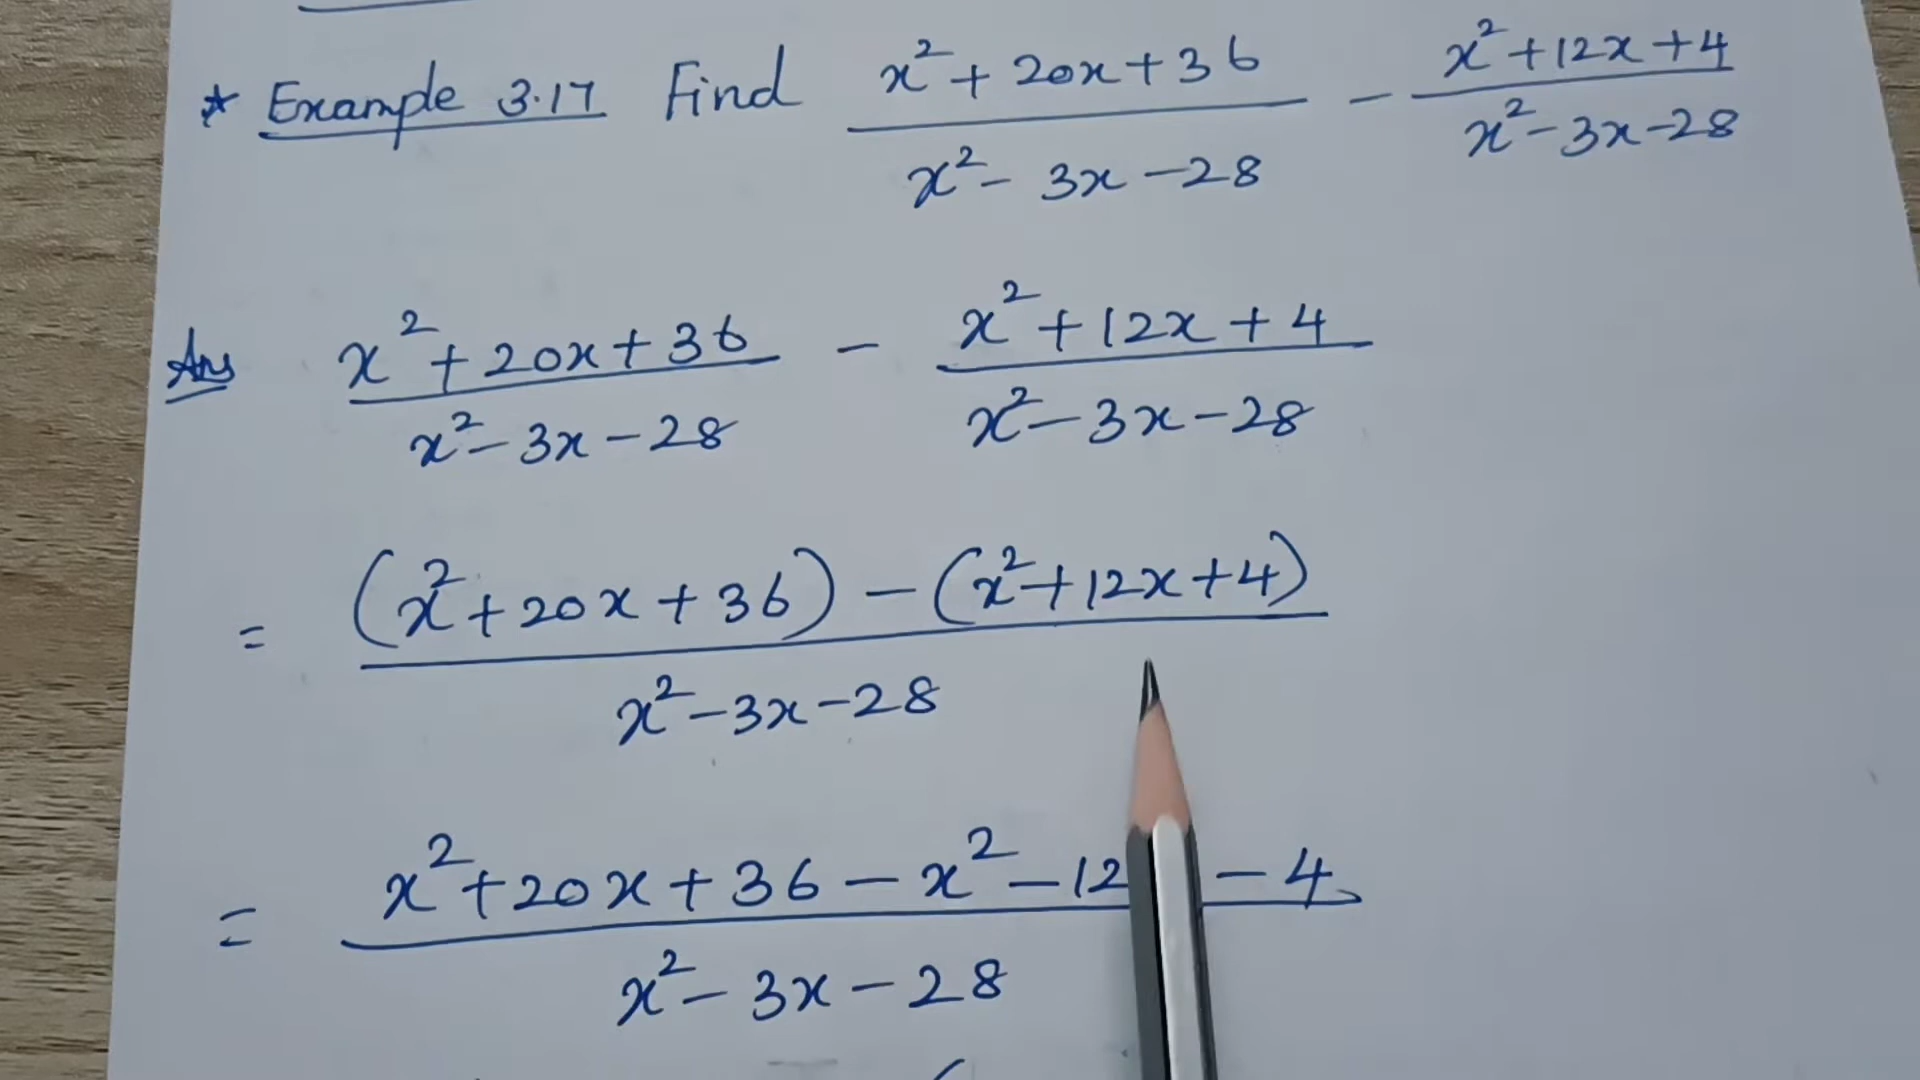 * Example 3.17 Find (x² + 20x + 36)/(x² - 3x - 28) - (x² + 12x + 4)/(x² - 3x - 28)
Ans (x² + 20x + 36)/(x² - 3x - 28) - (x² + 12x + 4)/(x² - 3x - 28)
= ((x² + 20x + 36) - (x² + 12x + 4))/(x² - 3x - 28)
= (x² + 20x + 36 - x² - 12 - 4)/(x² - 3x - 28)